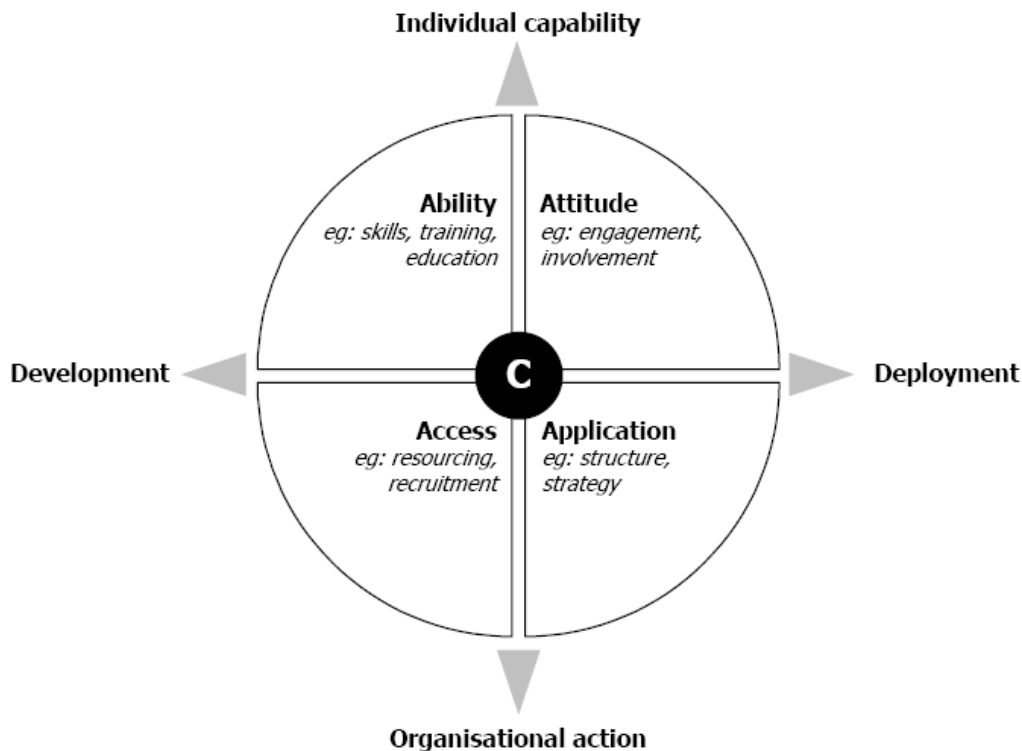 Individual capability
Ability
eg: skills, training,
education
Attitude
eg: engagement,
involvement
Development
C
Deployment
Access
eg: resourcing,
recruitment
Application
eg: structure,
strategy
Organisational action